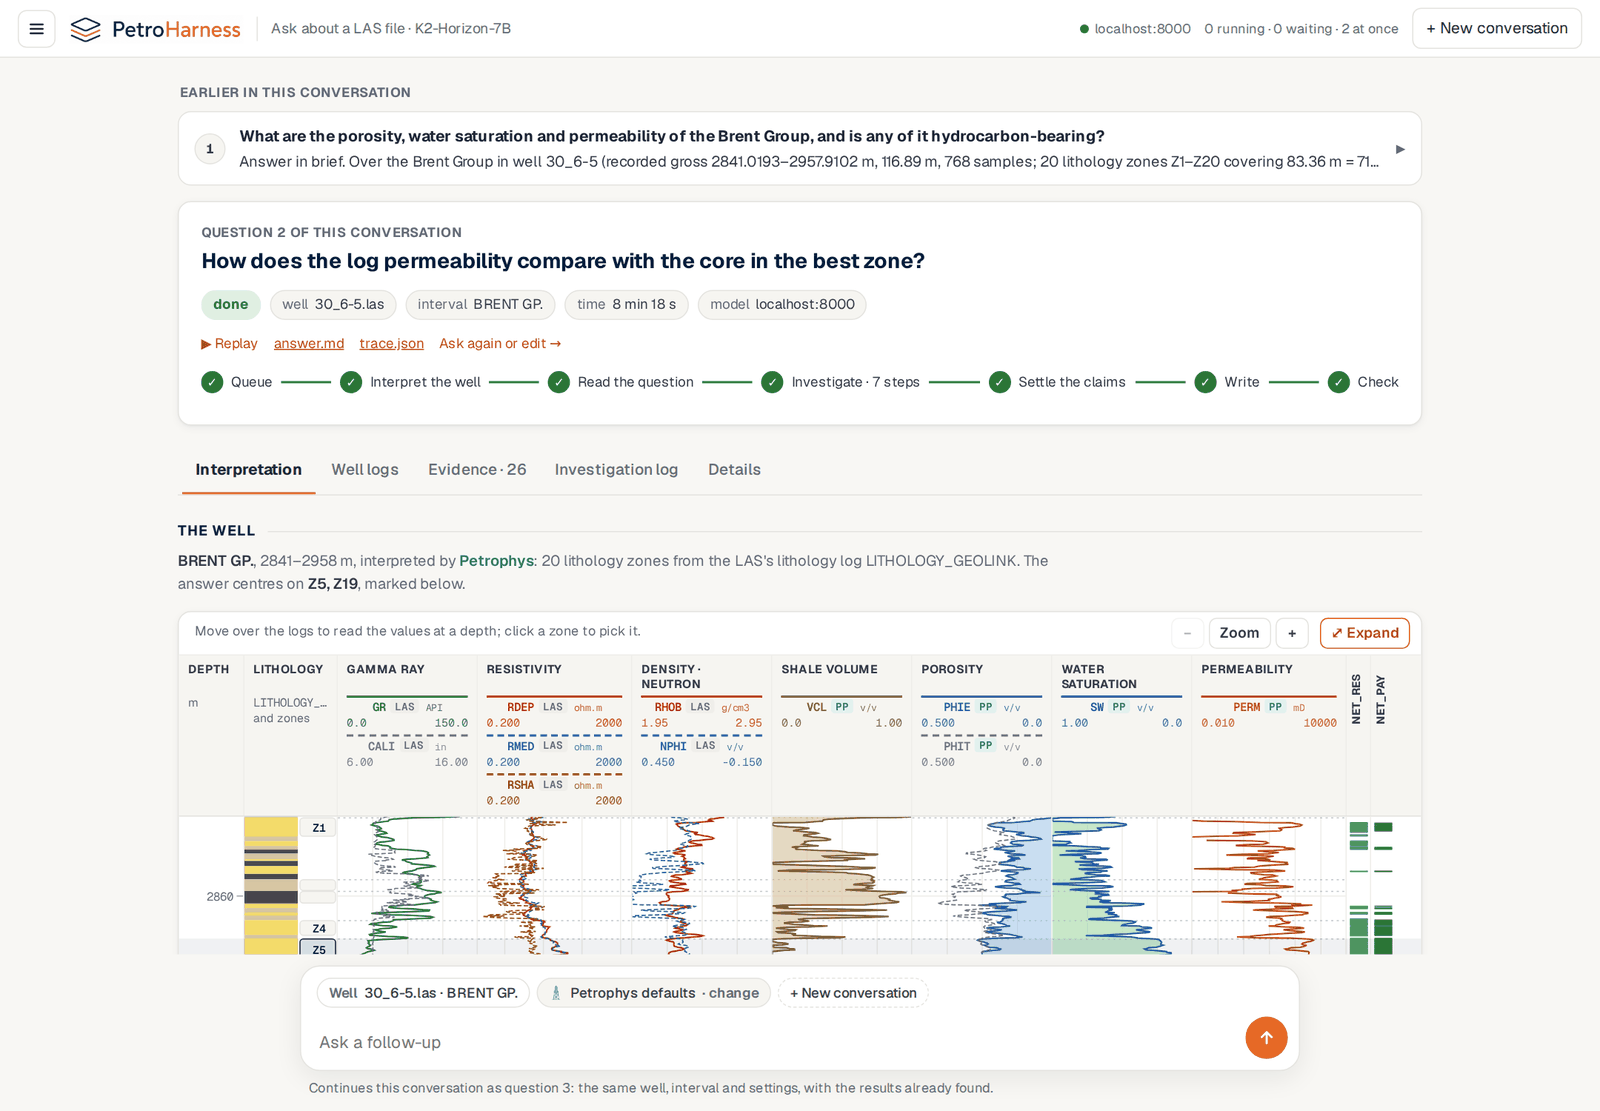 PetroHarness
Ask about a LAS file · K2-Horizon-7B
localhost:8000
0 running · 0 waiting · 2 at once
+ New conversation
EARLIER IN THIS CONVERSATION
1
What are the porosity, water saturation and permeability of the Brent Group, and is any of it hydrocarbon-bearing?
Answer in brief. Over the Brent Group in well 30_6-5 (recorded gross 2841.0193–2957.9102 m, 116.89 m, 768 samples; 20 lithology zones Z1–Z20 covering 83.36 m = 71...
QUESTION 2 OF THIS CONVERSATION
How does the log permeability compare with the core in the best zone?
done
well 30_6-5.las
interval BRENT GP.
time 8 min 18 s
model localhost:8000
▶ Replay
answer.md
trace.json
Ask again or edit →
Queue
Interpret the well
Read the question
Investigate · 7 steps
Settle the claims
Write
Check
Interpretation
Well logs
Evidence · 26
Investigation log
Details
THE WELL
BRENT GP., 2841–2958 m, interpreted by Petrophys: 20 lithology zones from the LAS's lithology log LITHOLOGY_GEOLINK. The
answer centres on Z5, Z19, marked below.
Move over the logs to read the values at a depth; click a zone to pick it.
−
Zoom
+
⤢ Expand
DEPTH
m
LITHOLOGY
LITHOLOGY_…
and zones
GAMMA RAY
GR LAS API
0.0 150.0
CALI LAS in
6.00 16.00
RESISTIVITY
RDEP LAS ohm.m
0.200 2000
RMED LAS ohm.m
0.200 2000
RSHA LAS ohm.m
0.200 2000
DENSITY ·
NEUTRON
RHOB LAS g/cm3
1.95 2.95
NPHI LAS v/v
0.450 -0.150
SHALE VOLUME
VCL PP v/v
0.0 1.00
POROSITY
PHIE PP v/v
0.500 0.0
PHIT PP v/v
0.500 0.0
WATER
SATURATION
SW PP v/v
1.00 0.0
PERMEABILITY
PERM PP mD
0.010 10000
NET_RES
NET_PAY
Z1
2860
Z4
Z5
Well 30_6-5.las · BRENT GP.
Petrophys defaults · change
+ New conversation
Ask a follow-up
Continues this conversation as question 3: the same well, interval and settings, with the results already found.